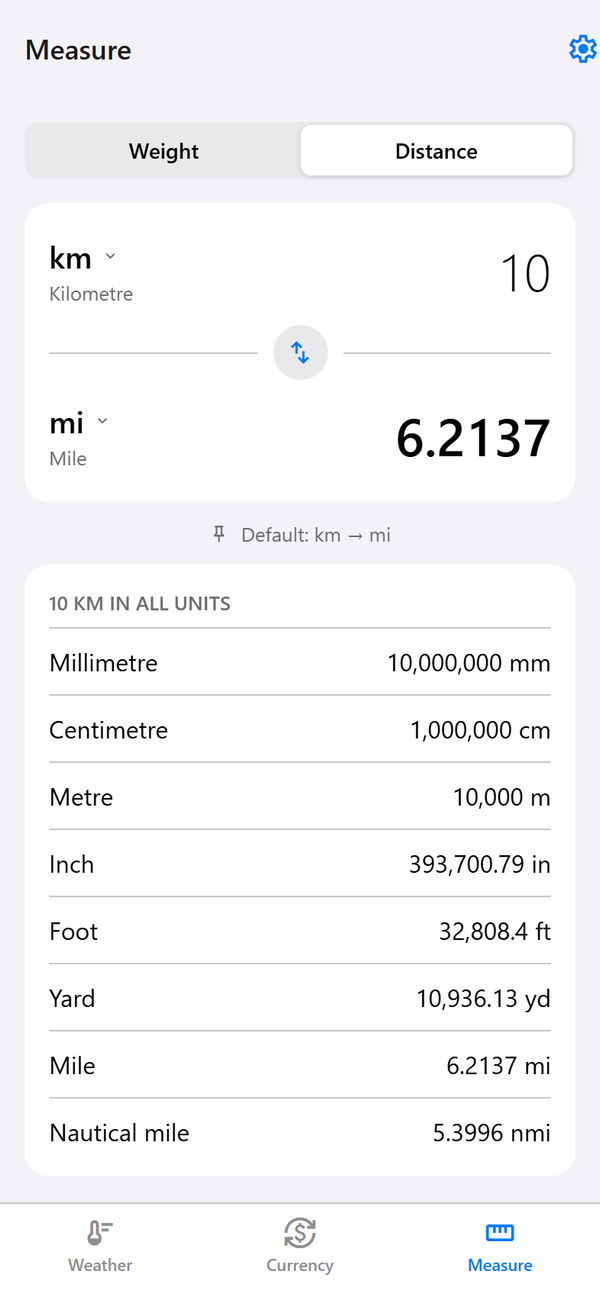 Measure
Weight Distance
km 10
Kilometre
mi 6.2137
Mile
Default: km → mi
10 KM IN ALL UNITS
Millimetre 10,000,000 mm
Centimetre 1,000,000 cm
Metre 10,000 m
Inch 393,700.79 in
Foot 32,808.4 ft
Yard 10,936.13 yd
Mile 6.2137 mi
Nautical mile 5.3996 nmi
Weather Currency Measure